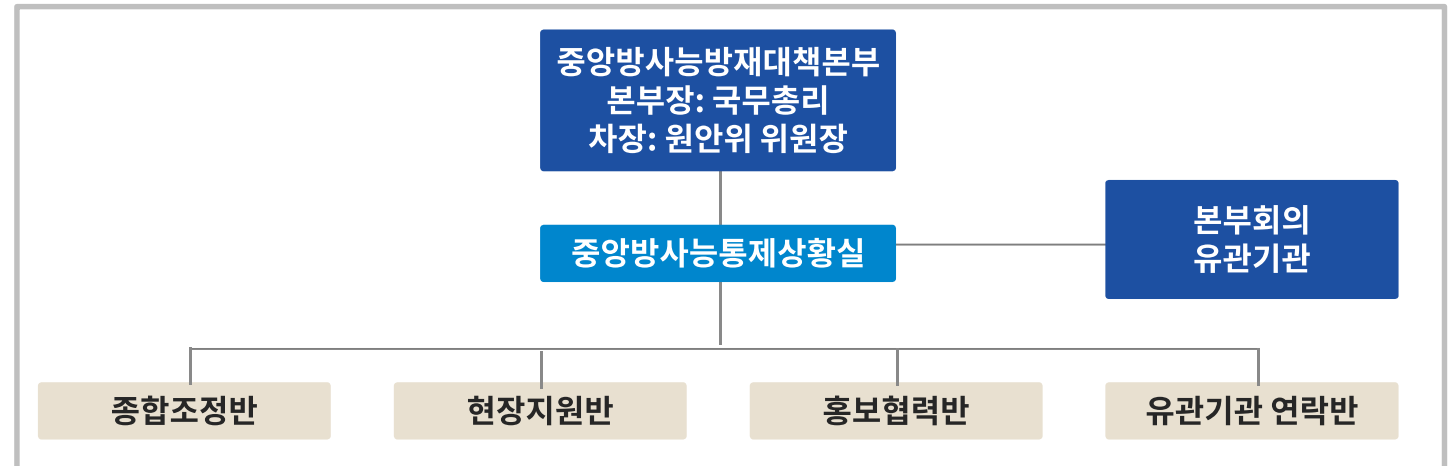 중앙방사능방재대책본부
본부장: 국무총리
차장: 원안위 위원장
중앙방사능통제상황실
본부회의
유관기관
종합조정반
현장지원반
홍보협력반
유관기관 연락반